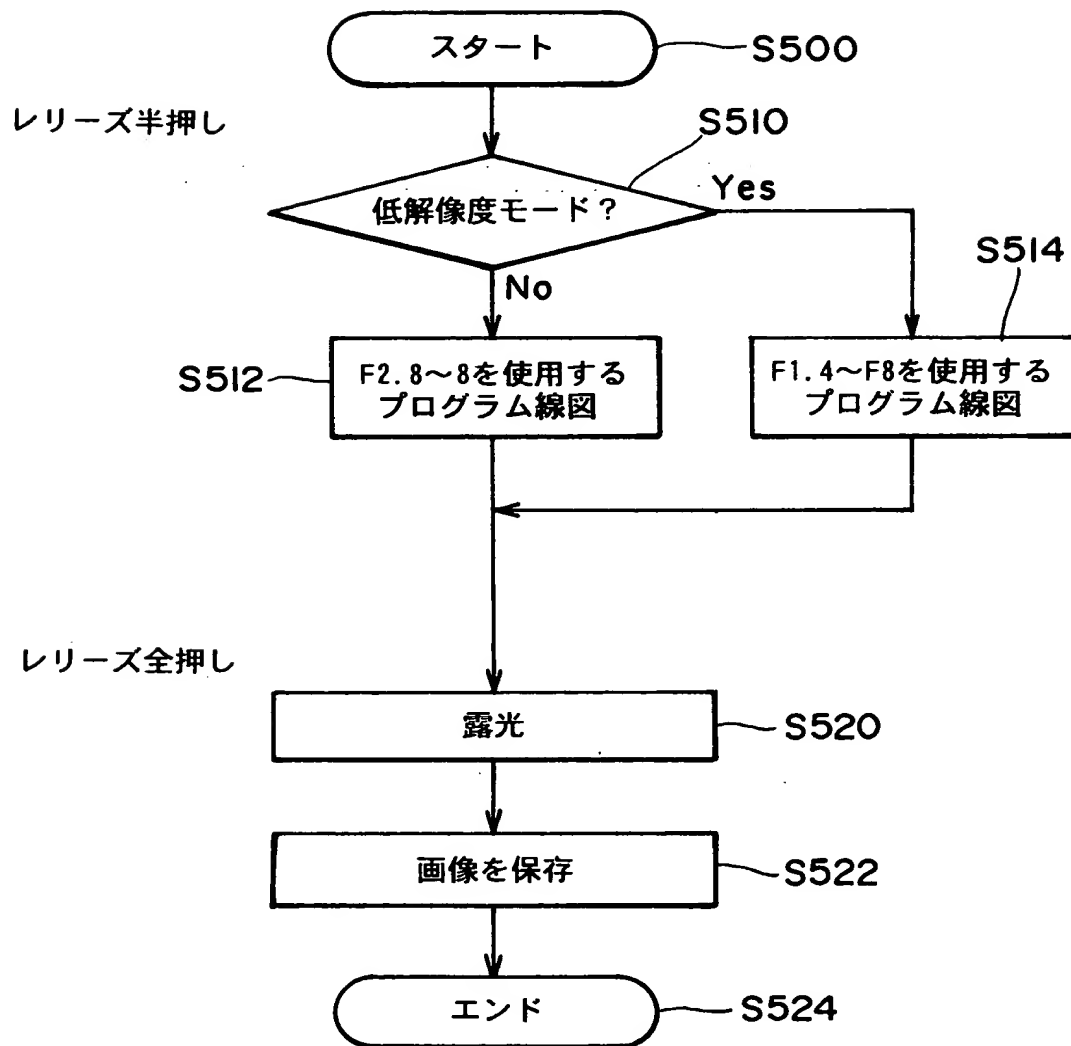 スタート
S500
レリーズ半押し
S510
低解像度モード？
Yes
No
S514
S512
F2.8～8を使用する
プログラム線図
F1.4～F8を使用する
プログラム線図
レリーズ全押し
露光
S520
画像を保存
S522
エンド
S524